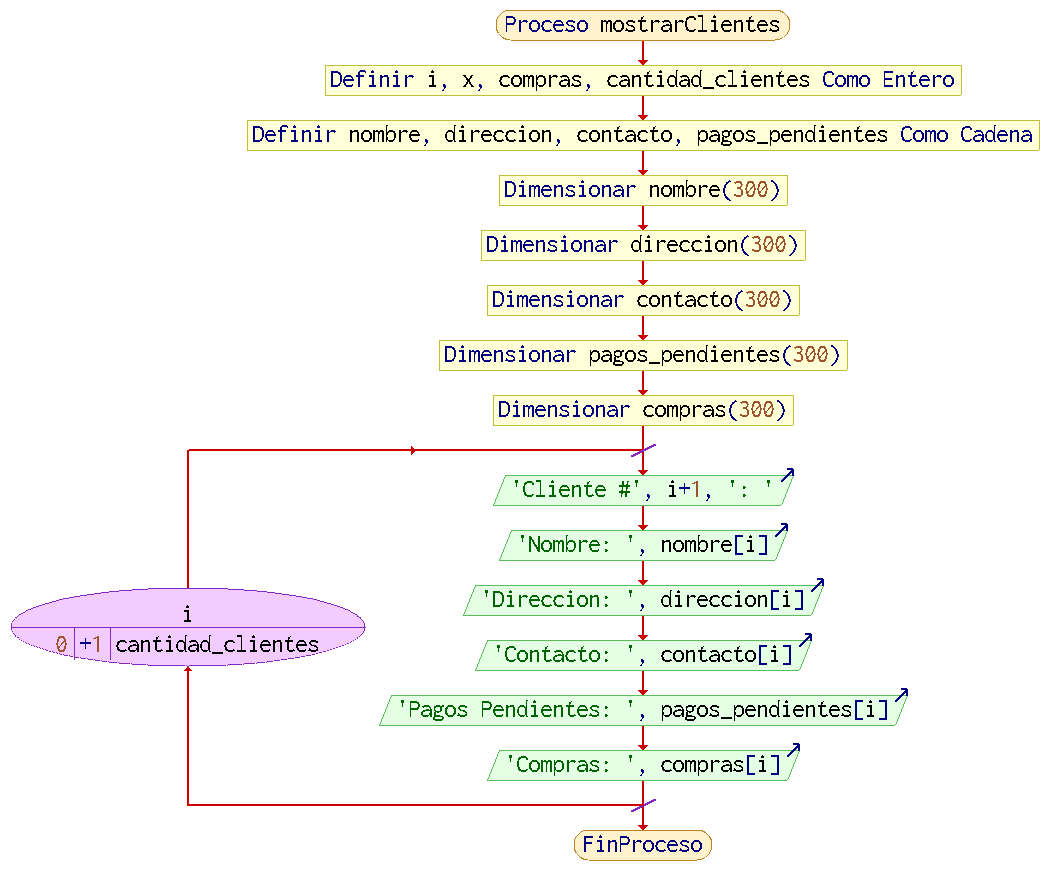 Proceso mostrarClientes
Definir i, x, compras, cantidad_clientes Como Entero
Definir nombre, direccion, contacto, pagos_pendientes Como Cadena
Dimensionar nombre(300)
Dimensionar direccion(300)
Dimensionar contacto(300)
Dimensionar pagos_pendientes(300)
Dimensionar compras(300)
'Cliente #', i+1, ': '
'Nombre: ', nombre[i]
'Direccion: ', direccion[i]
i
0 +1 cantidad_clientes
'Contacto: ', contacto[i]
'Pagos Pendientes: ', pagos_pendientes[i]
'Compras: ', compras[i]
FinProceso